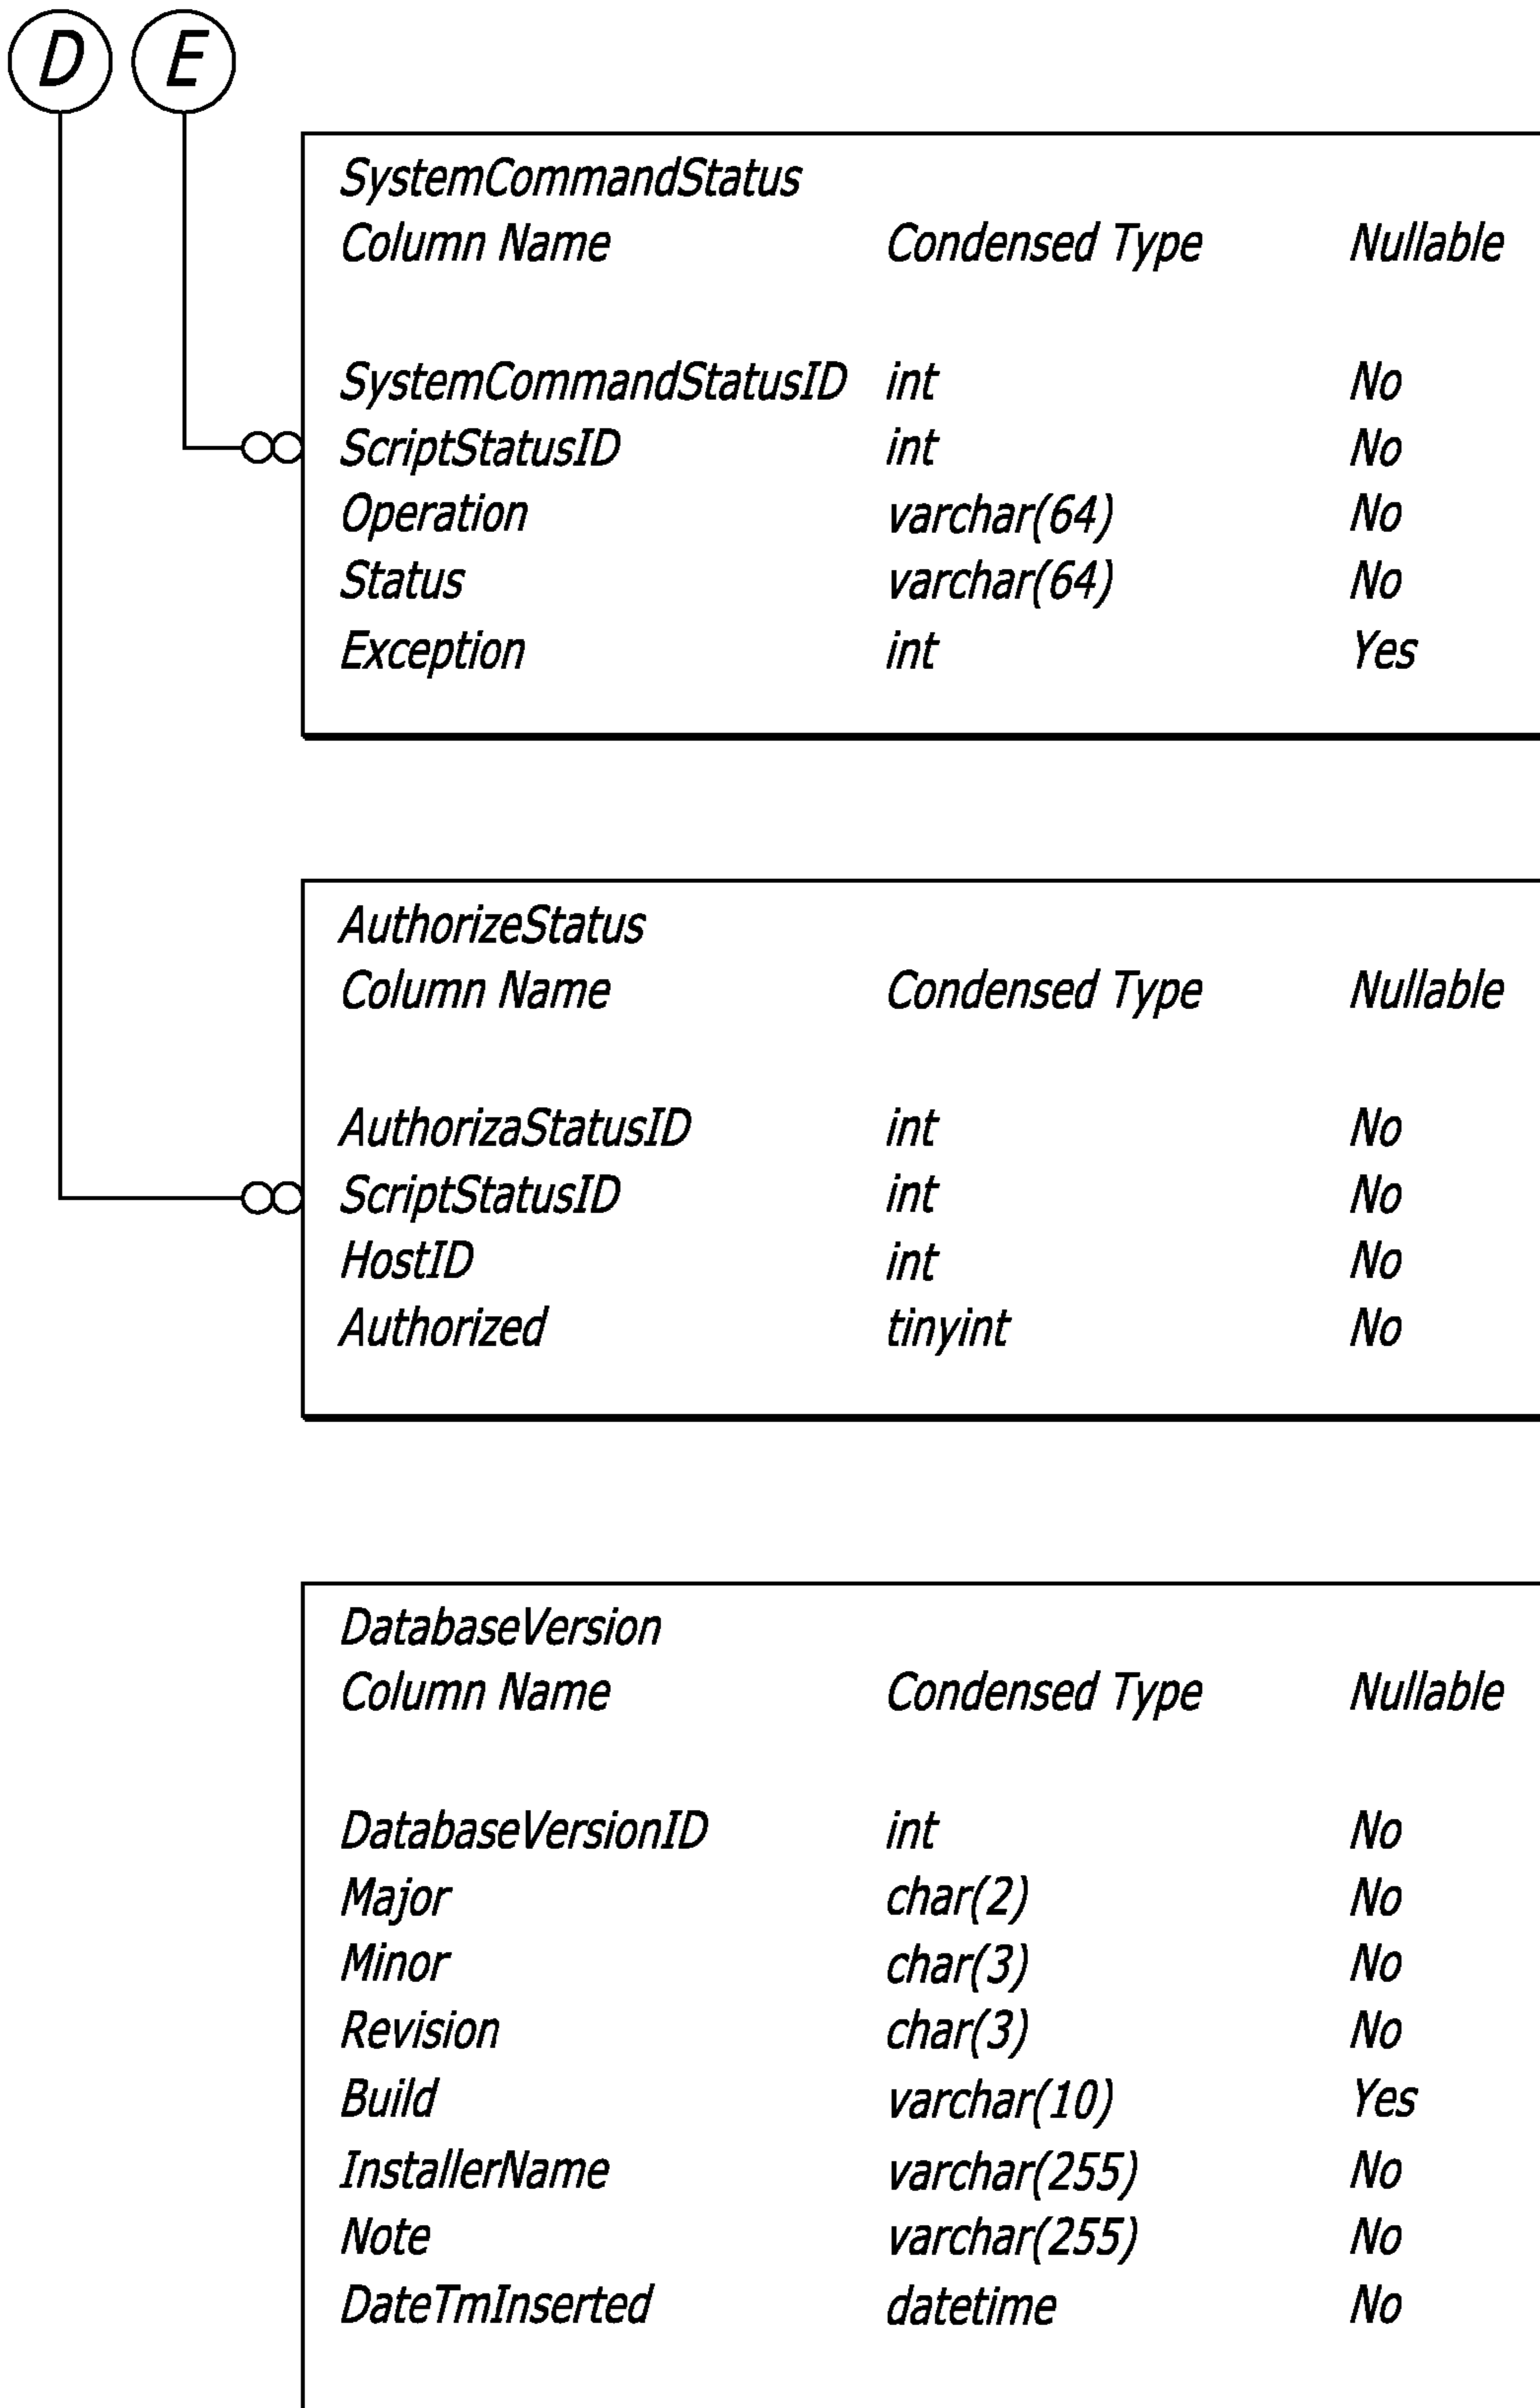 D E
SystemCommandStatus
Column Name Condensed Type Nullable
SystemCommandStatusID int No
ScriptStatusID int No
Operation varchar(64) No
Status varchar(64) No
Exception int Yes
AuthorizeStatus
Column Name Condensed Type Nullable
AuthorizaStatusID int No
ScriptStatusID int No
HostID int No
Authorized tinyint No
DatabaseVersion
Column Name Condensed Type Nullable
DatabaseVersionID int No
Major char(2) No
Minor char(3) No
Revision char(3) No
Build varchar(10) Yes
InstallerName varchar(255) No
Note varchar(255) No
DateTmInserted datetime No